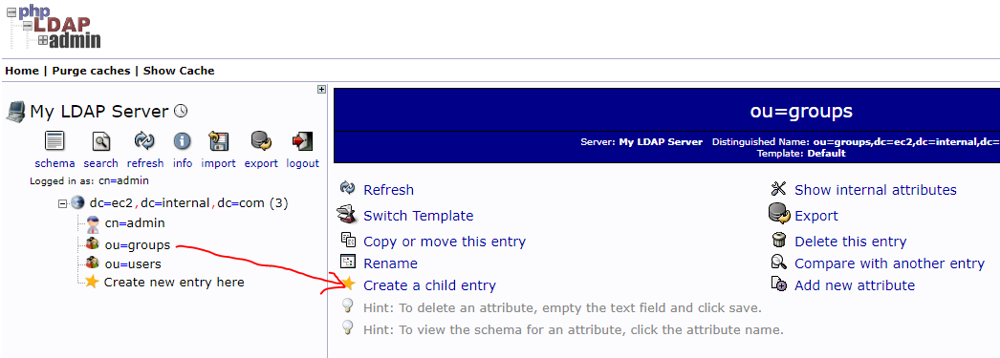 php
LDAP
admin
Home | Purge caches | Show Cache
My LDAP Server
schema search refresh info import export logout
Logged in as: cn=admin
dc=ec2,dc=internal,dc=com (3)
cn=admin
ou=groups
ou=users
Create new entry here
ou=groups
Server: My LDAP Server Distinguished Name: ou=groups,dc=ec2,dc=internal,dc=
Template: Default
Refresh
Switch Template
Copy or move this entry
Rename
Create a child entry
Hint: To delete an attribute, empty the text field and click save.
Hint: To view the schema for an attribute, click the attribute name.
Show internal attributes
Export
Delete this entry
Compare with another entry
Add new attribute